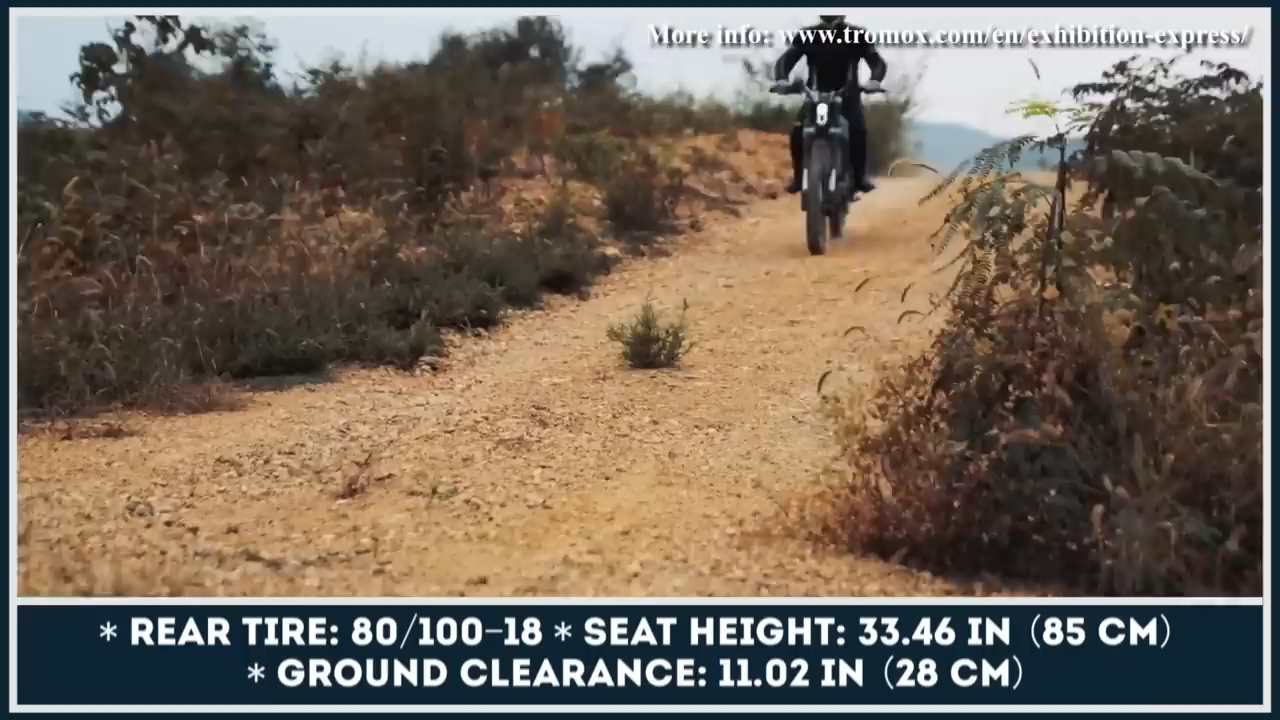 More info: www.tromox.com/en/exhibition-express/
* REAR TIRE: 80/100-18 * SEAT HEIGHT: 33.46 IN (85 CM)
* GROUND CLEARANCE: 11.02 IN (28 CM)